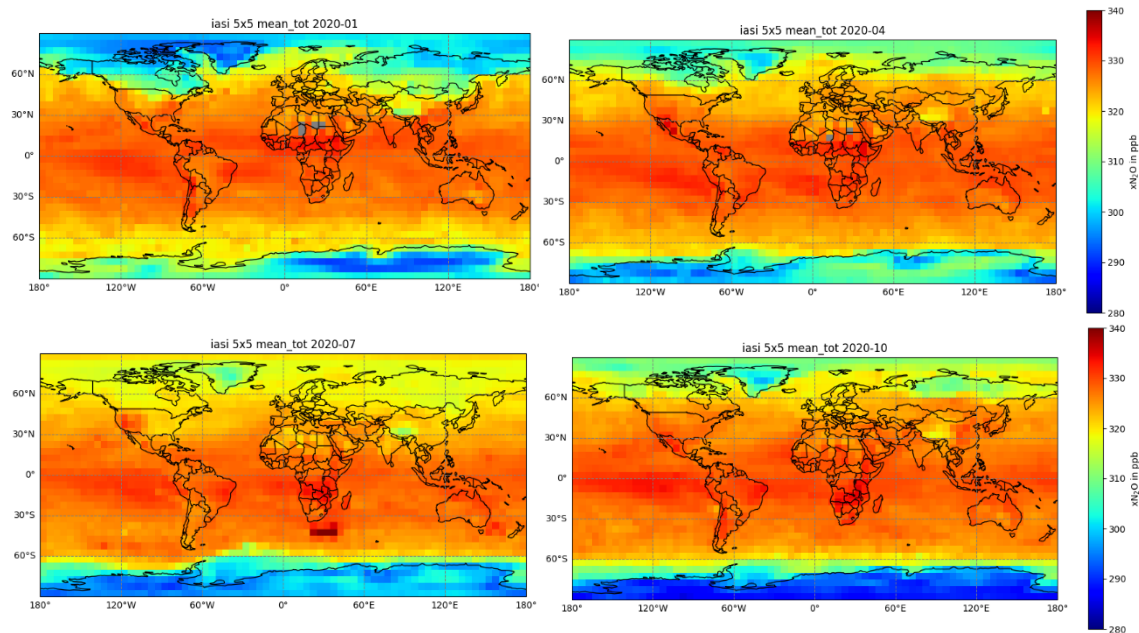 iasi 5x5 mean_tot 2020-01
60°N
30°N
0°
30°S
60°S
180°
120°W
60°W
0°
60°E
120°E
180°
iasi 5x5 mean_tot 2020-04
60°N
30°N
0°
30°S
60°S
180°
120°W
60°W
0°
60°E
120°E
180°
340
330
320
310
300
290
280
xN₂O in ppb
iasi 5x5 mean_tot 2020-07
60°N
30°N
0°
30°S
60°S
180°
120°W
60°W
0°
60°E
120°E
180°
iasi 5x5 mean_tot 2020-10
60°N
30°N
0°
30°S
60°S
180°
120°W
60°W
0°
60°E
120°E
180°
340
330
320
310
300
290
280
xN₂O in ppb